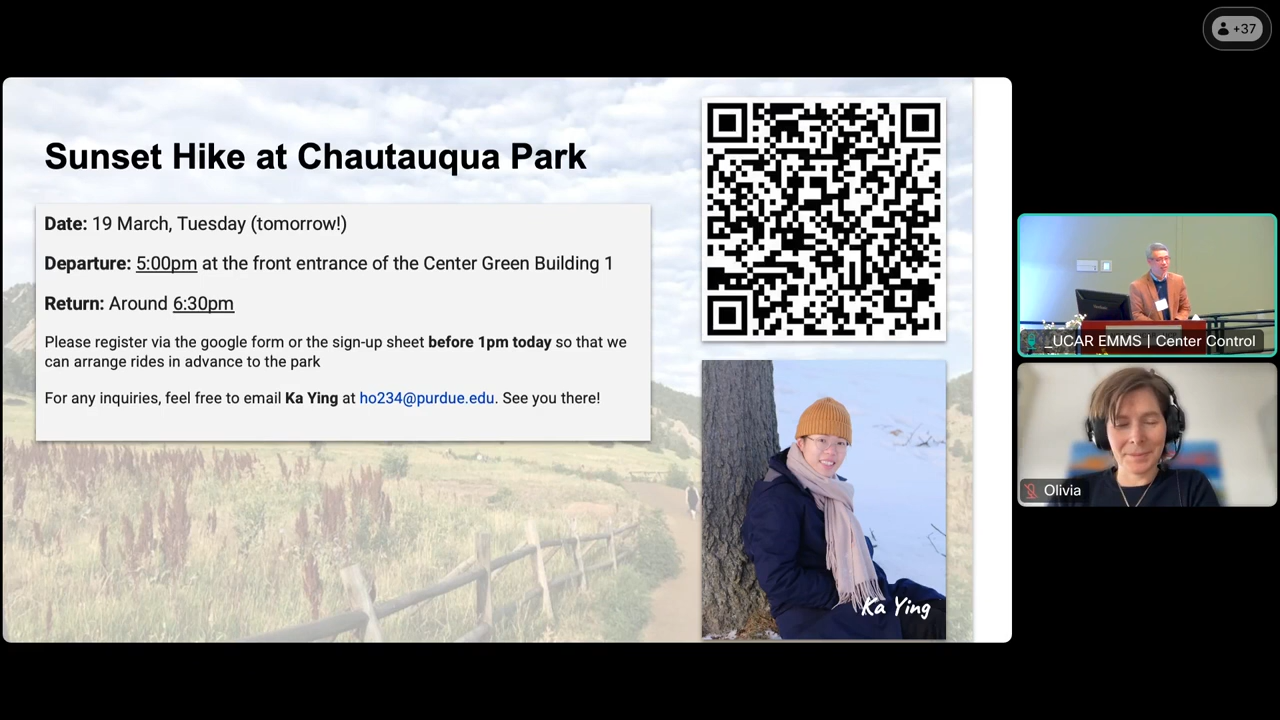 +37
Sunset Hike at Chautauqua Park
Date: 19 March, Tuesday (tomorrow!)
Departure: 5:00pm at the front entrance of the Center Green Building 1
Return: Around 6:30pm
Please register via the google form or the sign-up sheet before 1pm today so that we
can arrange rides in advance to the park
For any inquiries, feel free to email Ka Ying at ho234@purdue.edu. See you there!
Ka Ying
_UCAR EMMS | Center Control
Olivia